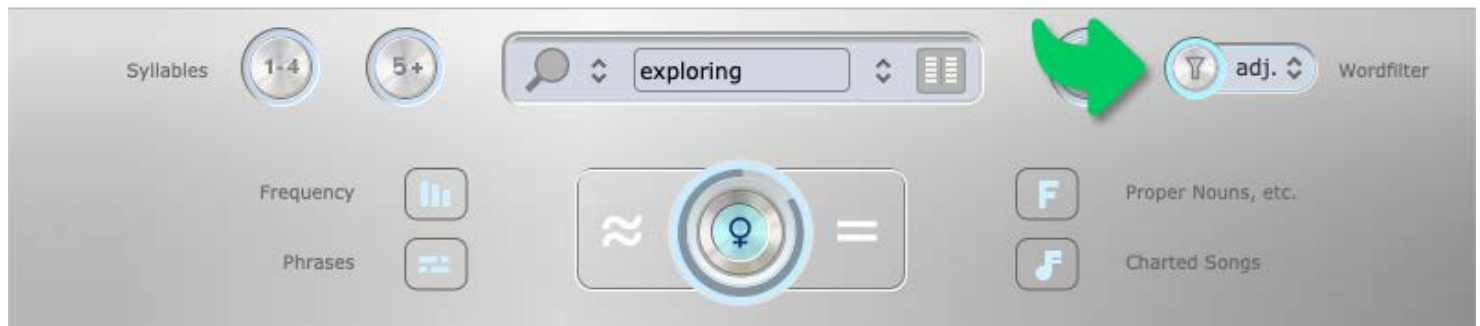 Syllables 1-4 5+ exploring adj. Wordfilter
Frequency F Proper Nouns, etc.
≈ ♀ =
Phrases Charted Songs